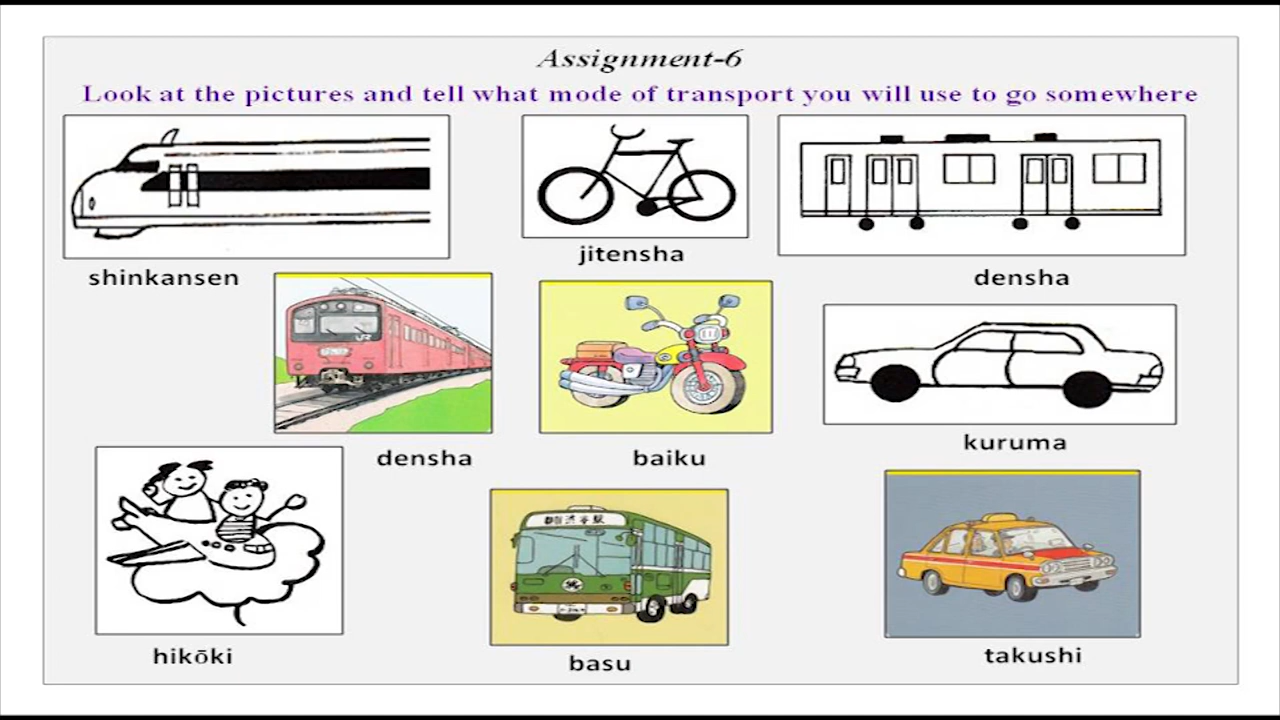 Assignment-6
Look at the pictures and tell what mode of transport you will use to go somewhere
shinkansen
jitensha
densha
densha
baiku
kuruma
hikōki
basu
takushi